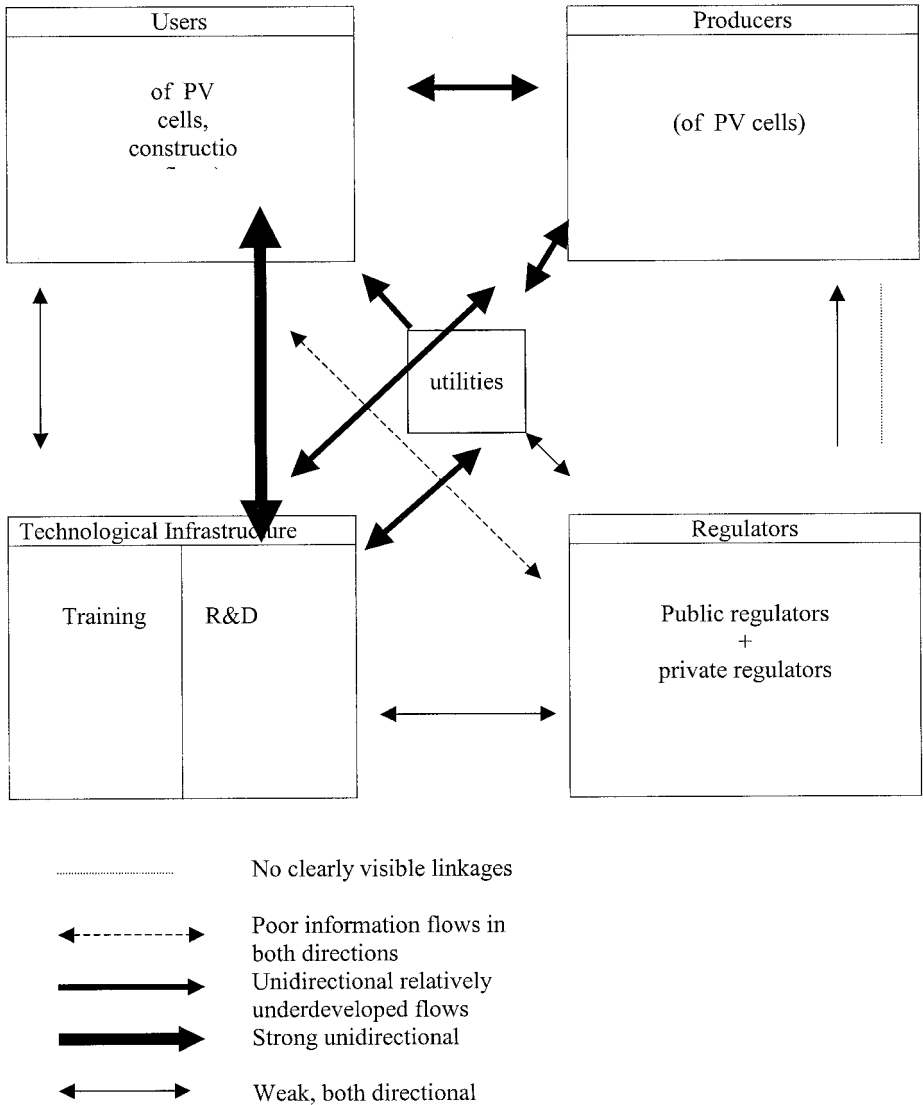 Users
Producers
of PV
cells,
constructio
(of PV cells)
utilities
Technological Infrastructure
Regulators
Training
R&D
Public regulators
+
private regulators
No clearly visible linkages
Poor information flows in
both directions
Unidirectional relatively
underdeveloped flows
Strong unidirectional
Weak, both directional